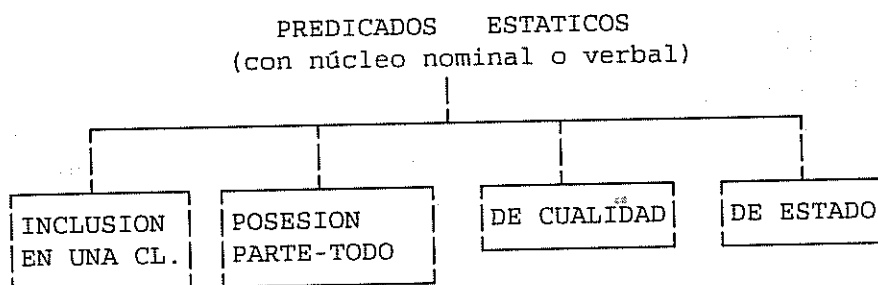 PREDICADOS ESTATICOS
(con núcleo nominal o verbal)
INCLUSION
EN UNA CL.
POSESION
PARTE-TODO
DE CUALIDAD
DE ESTADO